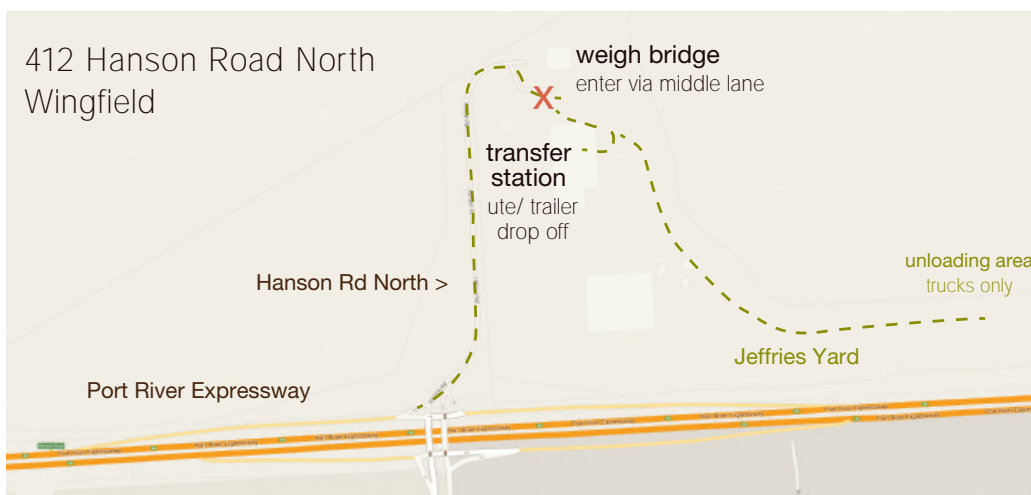 412 Hanson Road North
Wingfield
weigh bridge
enter via middle lane
X
transfer
station
ute/ trailer
drop off
Hanson Rd North >
unloading area
trucks only
Jeffries Yard
Port River Expressway